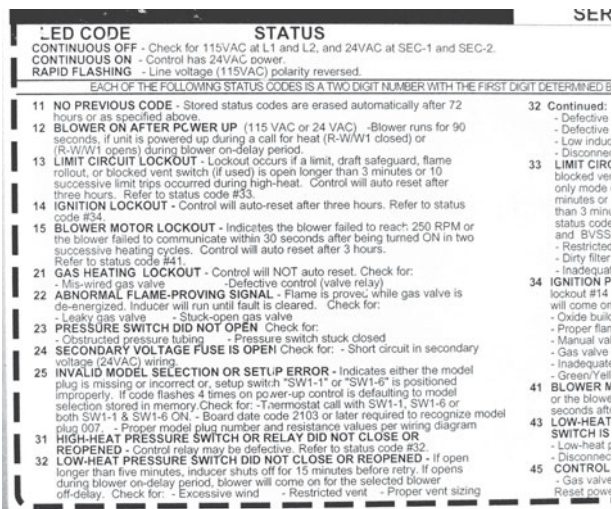 SER
LED CODE STATUS
CONTINUOUS OFF - Check for 115VAC at L1 and L2, and 24VAC at SEC-1 and SEC-2.
CONTINUOUS ON - Control has 24VAC power.
RAPID FLASHING - Line voltage (115VAC) polarity reversed.
EACH OF THE FOLLOWING STATUS CODES IS A TWO DIGIT NUMBER WITH THE FIRST DIGIT DETERMINED B
11 NO PREVIOUS CODE - Stored status codes are erased automatically after 72
hours or as specified above.
12 BLOWER ON AFTER POWER UP (115 VAC or 24 VAC) -Blower runs for 90
seconds, if unit is powered up during a call for heat (R-W/W1 closed) or
(R-W/W1 opens) during blower on-delay period.
13 LIMIT CIRCUIT LOCKOUT - Lockout occurs if a limit, draft safeguard, flame
rollout, or blocked vent switch (if used) is open longer than 3 minutes or 10
successive limit trips occurred during high-heat. Control will auto reset after
three hours. Refer to status code #33.
14 IGNITION LOCKOUT - Control will auto-reset after three hours. Refer to status
code #34.
15 BLOWER MOTOR LOCKOUT - Indicates the blower failed to reach 250 RPM or
the blower failed to communicate within 30 seconds after being turned ON in two
successive heating cycles. Control will auto reset after 3 hours.
Refer to status code #41.
21 GAS HEATING LOCKOUT - Control will NOT auto reset. Check for:
- Mis-wired gas valve -Defective control (valve relay)
22 ABNORMAL FLAME-PROVING SIGNAL - Flame is proved while gas valve is
de-energized. Inducer will run until fault is cleared. Check for:
- Leaky gas valve - Stuck-open gas valve
23 PRESSURE SWITCH DID NOT OPEN Check for:
- Obstructed pressure tubing - Pressure switch stuck closed
24 SECONDARY VOLTAGE FUSE IS OPEN Check for: - Short circuit in secondary
voltage (24VAC) wiring.
25 INVALID MODEL SELECTION OR SETUP ERROR - Indicates either the model
plug is missing or incorrect or, setup switch "SW1-1" or "SW1-6" is positioned
improperly. If code flashes 4 times on power-up control is defaulting to model
selection stored in memory.Check for: -Thermostat call with SW1-1, SW1-6 or
both SW1-1 & SW1-6 ON. - Board date code 2103 or later required to recognize model
plug 007. - Proper model plug number and resistance values per wiring diagram
31 HIGH-HEAT PRESSURE SWITCH OR RELAY DID NOT CLOSE OR
REOPENED - Control relay may be defective. Refer to status code #32.
32 LOW-HEAT PRESSURE SWITCH DID NOT CLOSE OR REOPENED - If open
longer than five minutes, inducer shuts off for 15 minutes before retry. If opens
during blower on-delay period, blower will come on for the selected blower
off-delay. Check for: - Excessive wind - Restricted vent - Proper vent sizing
32 Continued:
- Defective
- Defective
- Low induc
- Disconnec
33 LIMIT CIRC
blocked ven
only mode
minutes or
than 3 min
status code
and BVSS
- Restricted
- Dirty filter
- Inadequat
34 IGNITION P
lockout #14
will come on
- Oxide build
- Proper flam
- Manual val
- Gas valve
- Inadequate
- Green/Yell
41 BLOWER M
or the blowe
seconds afte
43 LOW-HEAT
SWITCH IS
- Low-heat p
- Disconnec
45 CONTROL
- Gas valve
Reset powe